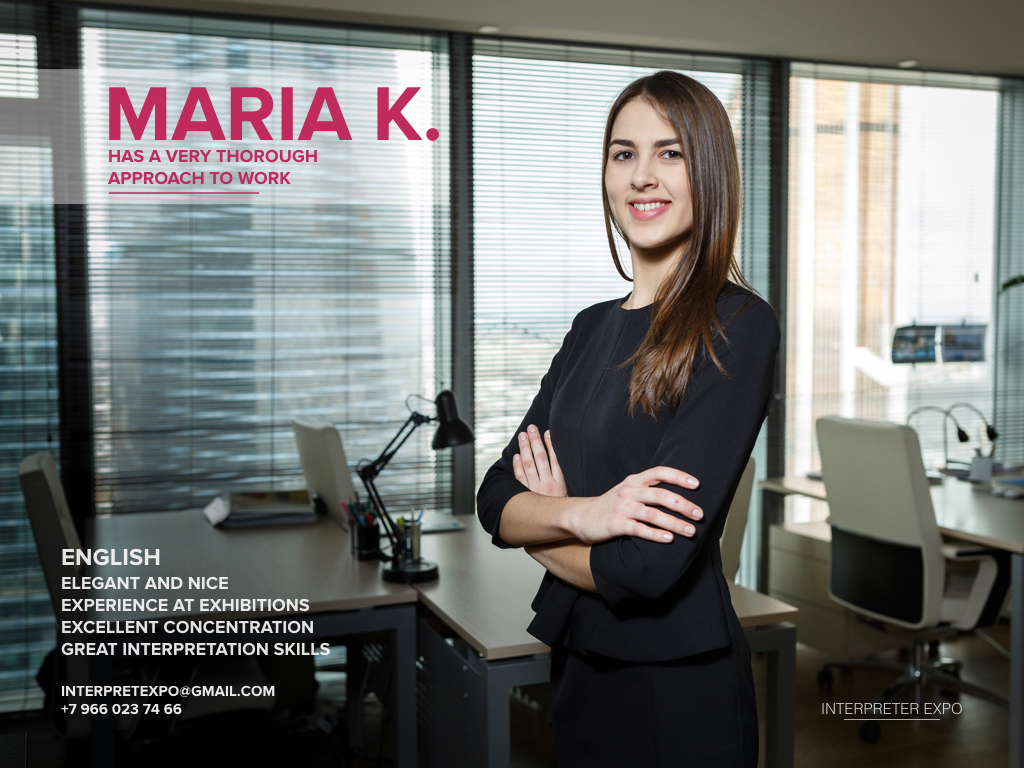 MARIA K.
HAS A VERY THOROUGH
APPROACH TO WORK
ENGLISH
ELEGANT AND NICE
EXPERIENCE AT EXHIBITIONS
EXCELLENT CONCENTRATION
GREAT INTERPRETATION SKILLS
INTERPRETEXPO@GMAIL.COM
+7 966 023 74 66
INTERPRETER EXPO